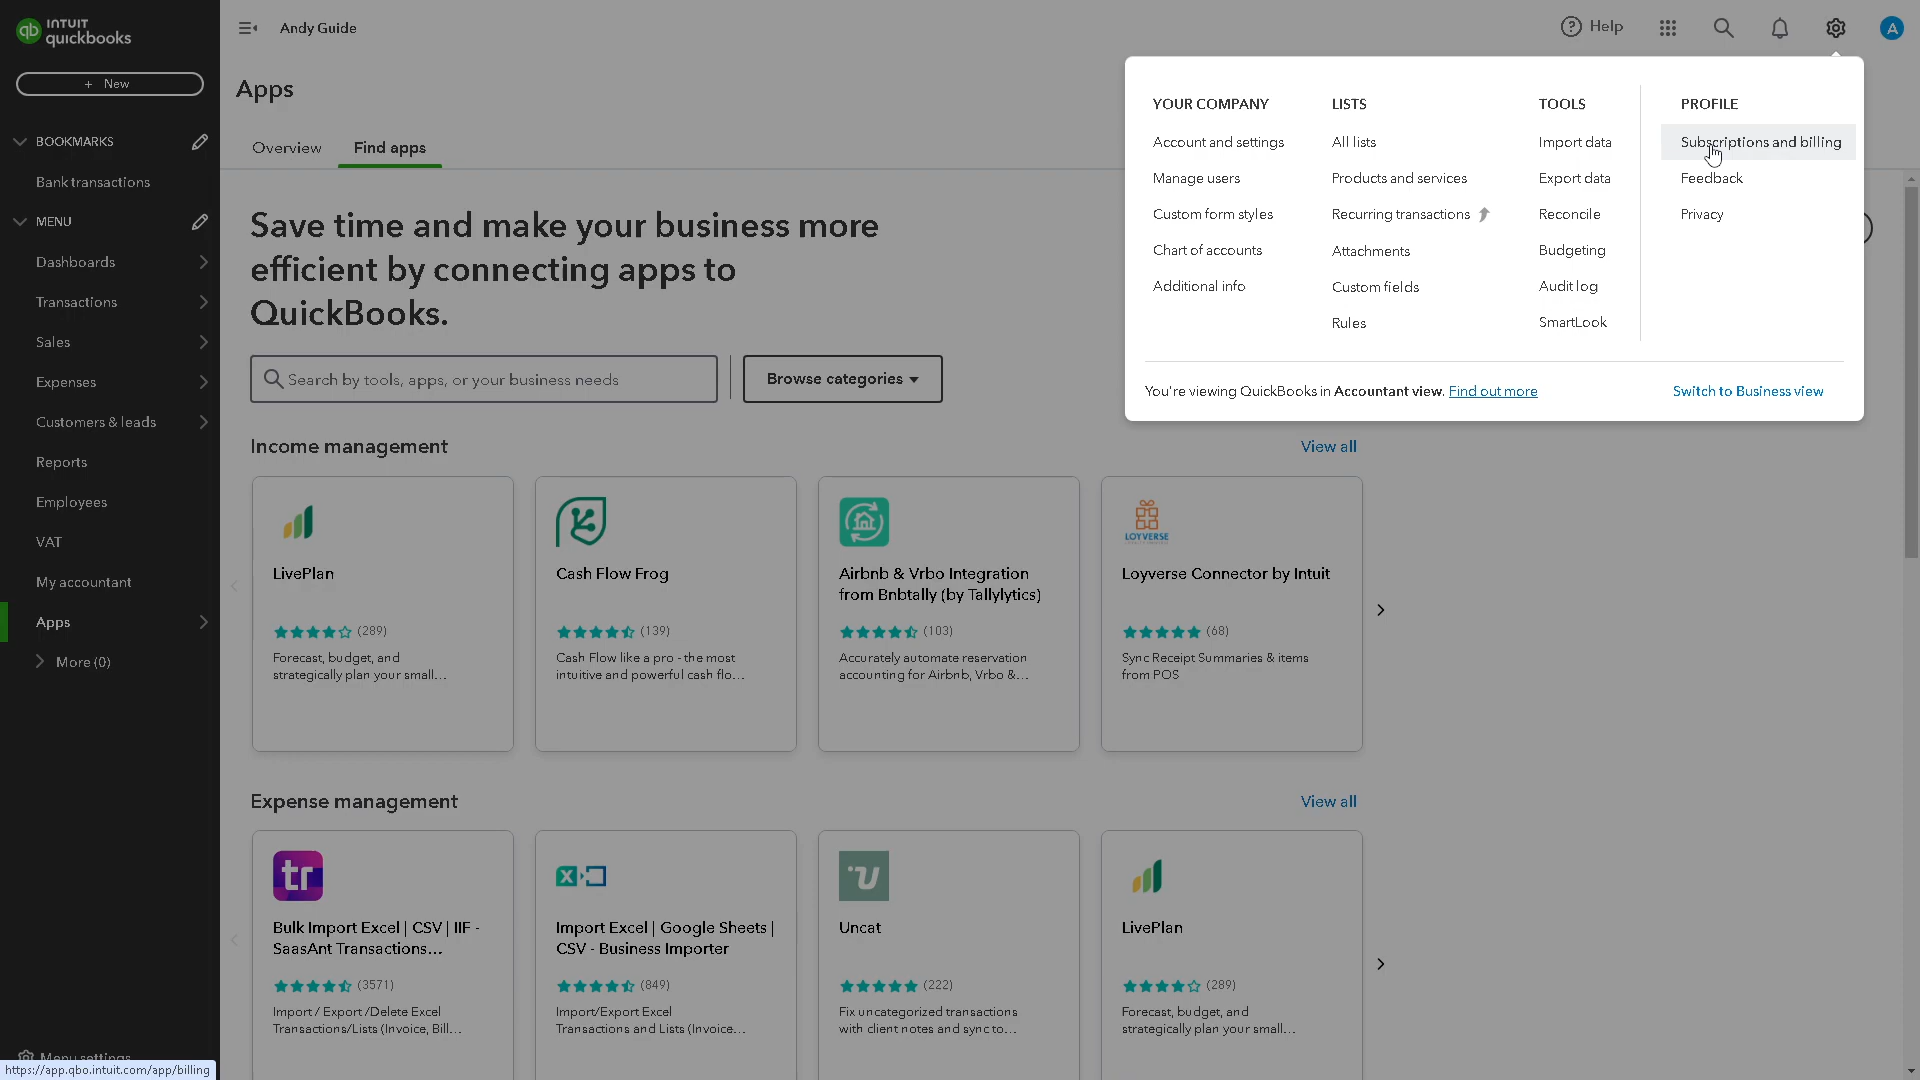 INTUIT
quickbooks
+ New
BOOKMARKS
Bank transactions
MENU
Dashboards
Transactions
Sales
Expenses
Customers & leads
Reports
Employees
VAT
My accountant
Apps
More (0)
Menu settings
https://app.qbo.intuit.com/app/billing
Andy Guide
Help
A
Apps
Overview
Find apps
YOUR COMPANY
Account and settings
Manage users
Custom form styles
Chart of accounts
Additional info
LISTS
All lists
Products and services
Recurring transactions
Attachments
Custom fields
Rules
TOOLS
Import data
Export data
Reconcile
Budgeting
Audit log
SmartLook
PROFILE
Subscriptions and billing
Feedback
Privacy
You're viewing QuickBooks in Accountant view. Find out more
Switch to Business view
Save time and make your business more
efficient by connecting apps to
QuickBooks.
Search by tools, apps, or your business needs
Browse categories
Income management
View all
LivePlan
(289)
Forecast, budget, and
strategically plan your small...
Cash Flow Frog
(139)
Cash Flow like a pro - the most
intuitive and powerful cash flo...
Airbnb & Vrbo Integration
from Bnbtally (by Tallylytics)
(103)
Accurately automate reservation
accounting for Airbnb, Vrbo &...
LOYVERSE
Loyverse Connector by Intuit
(68)
Sync Receipt Summaries & items
from POS
Expense management
View all
tr
Bulk Import Excel | CSV | IIF -
SaasAnt Transactions...
(3571)
Import / Export /Delete Excel
Transactions/Lists (Invoice, Bill...
Import Excel | Google Sheets |
CSV - Business Importer
(849)
Import/Export Excel
Transactions and Lists (Invoice...
Uncat
(222)
Fix uncategorized transactions
with client notes and sync to...
LivePlan
(289)
Forecast, budget, and
strategically plan your small...